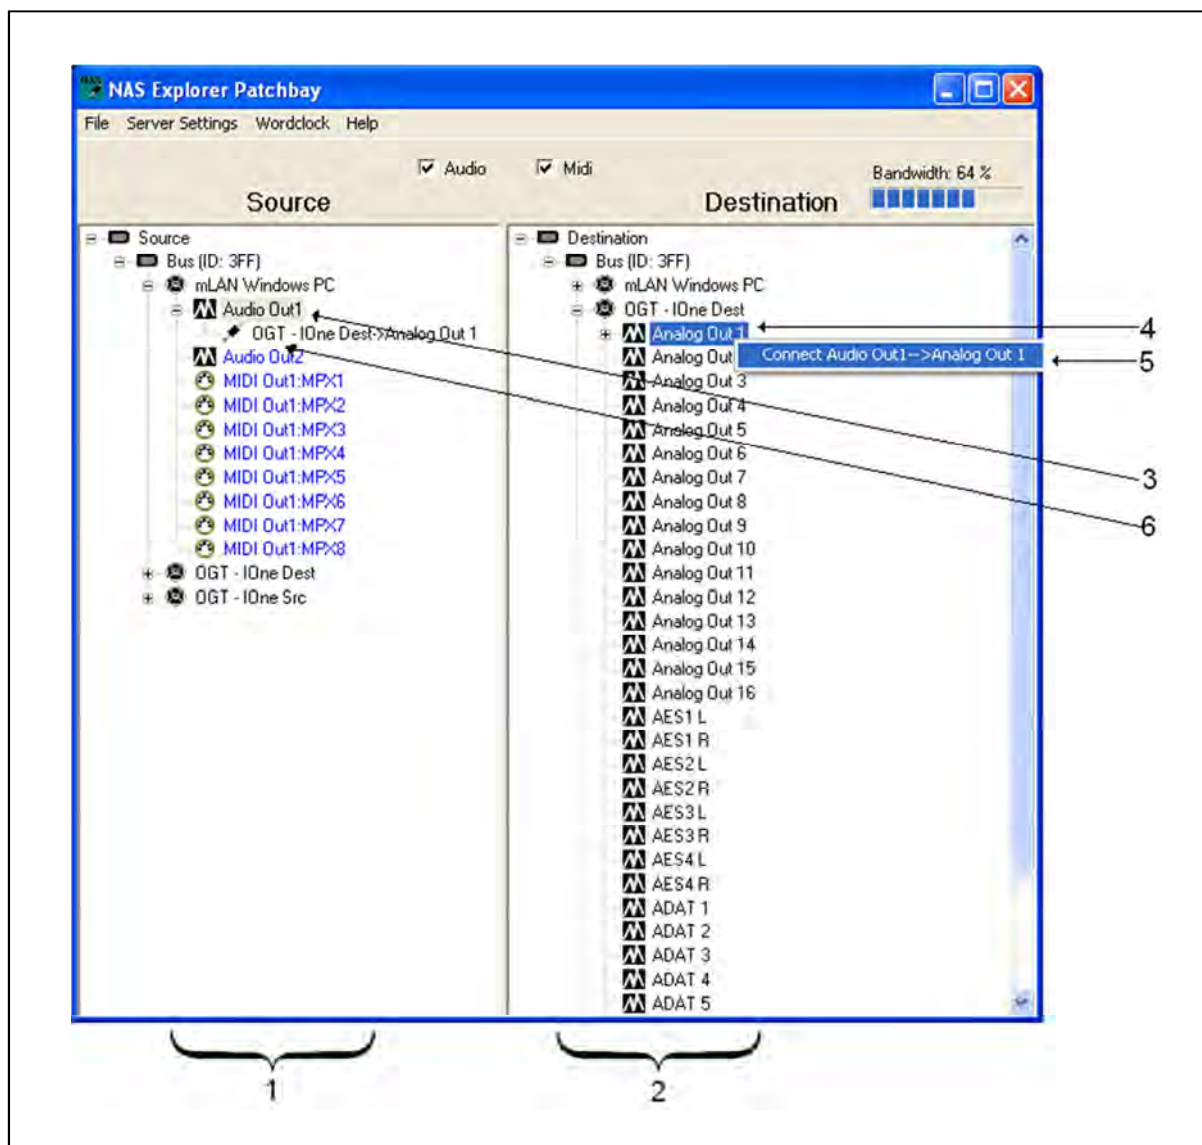 NAS Explorer Patchbay
File Server Settings Wordclock Help
Audio Midi
Bandwidth: 64 %
Source
Destination
Source
Bus (ID: 3FF)
mLAN Windows PC
Audio Out1
OGT - IOne Dest->Analog Out 1
Audio Out2
MIDI Out1:MPX1
MIDI Out1:MPX2
MIDI Out1:MPX3
MIDI Out1:MPX4
MIDI Out1:MPX5
MIDI Out1:MPX6
MIDI Out1:MPX7
MIDI Out1:MPX8
OGT - IOne Dest
OGT - IOne Src
Destination
Bus (ID: 3FF)
mLAN Windows PC
OGT - IOne Dest
Analog Out 1
Connect Audio Out1-->Analog Out 1
Analog Out
Analog Out 3
Analog Out 4
Analog Out 5
Analog Out 6
Analog Out 7
Analog Out 8
Analog Out 9
Analog Out 10
Analog Out 11
Analog Out 12
Analog Out 13
Analog Out 14
Analog Out 15
Analog Out 16
AES1 L
AES1 R
AES2 L
AES2 R
AES3 L
AES3 R
AES4 L
AES4 R
ADAT 1
ADAT 2
ADAT 3
ADAT 4
ADAT 5
4
5
3
6
1
2